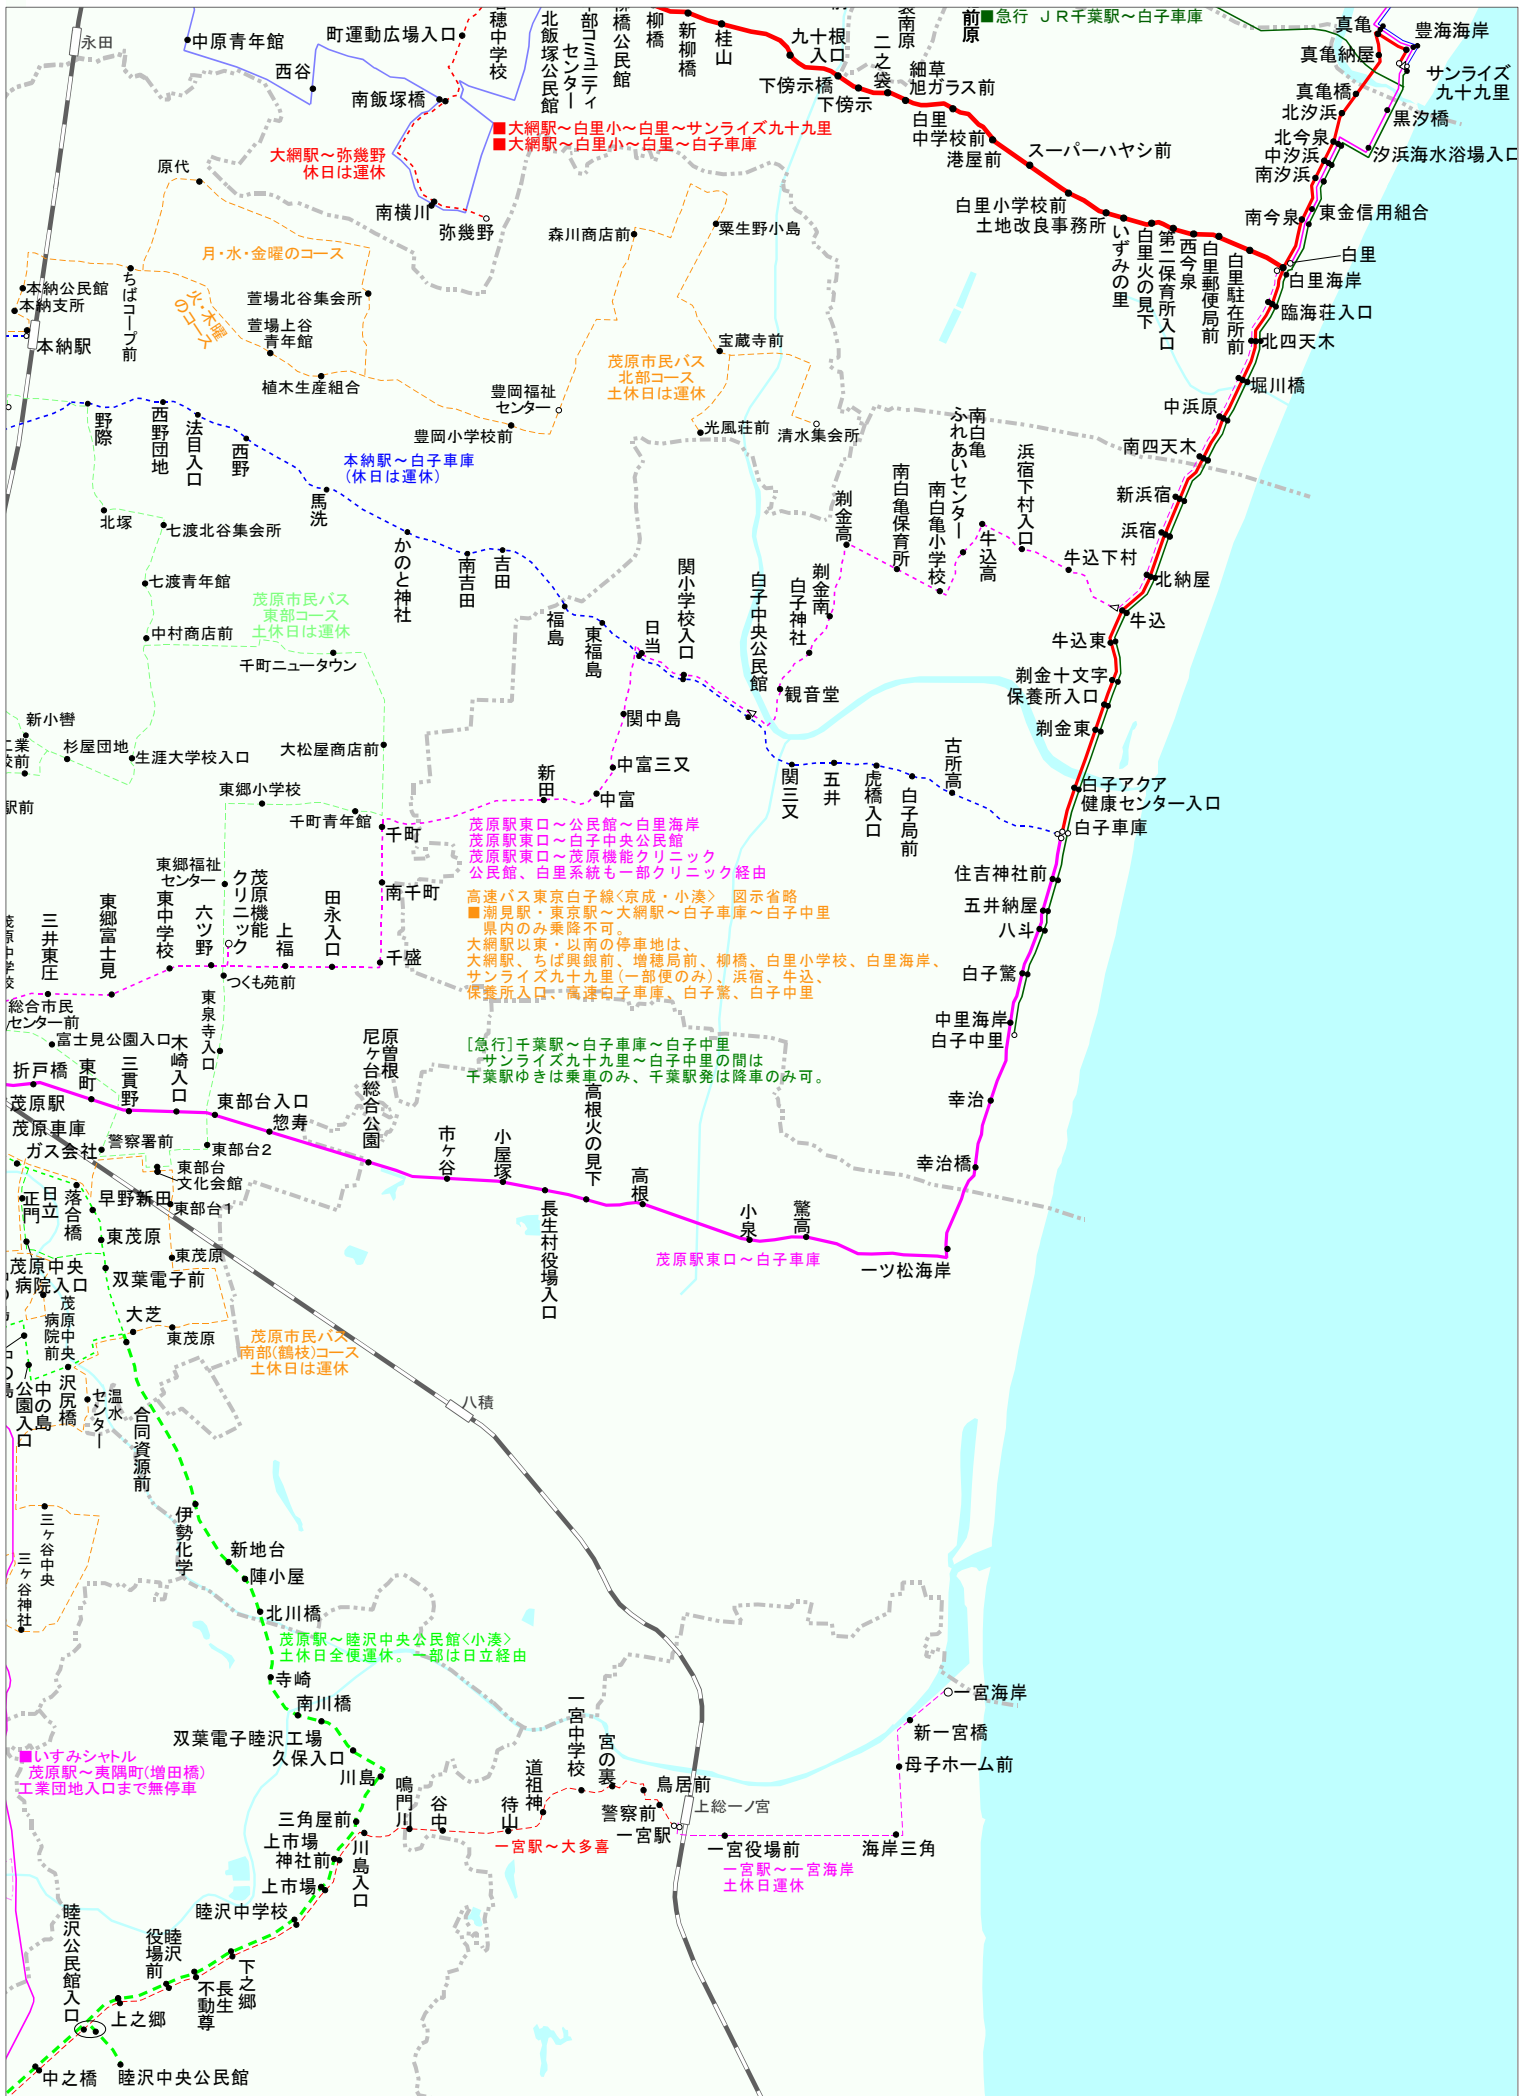 永田
中原青年館
西谷
町運動広場入口
南飯塚橋
穂中学校
北飯塚公民館
センター
部コミュニティ
柳橋公民館
柳橋
新柳橋
桂山
九十根
入口
下傍示橋
下傍示
二之袋
南原
細草
旭ガラス前
前原
■急行 JR千葉駅～白子車庫
真亀
真亀納屋
真亀橋
北汐浜
北今泉
中汐浜
南汐浜
南今泉
豊海海岸
サンライズ
九十九里
黒汐橋
汐浜海水浴場入口
東金信用組合
白里
白里海岸
臨海荘入口
北四天木
堀川橋
■大網駅～白里小～白里～サンライズ九十九里
■大網駅～白里小～白里～白子車庫
白里
中学校前
港屋前
スーパーハヤシ前
白里小学校前
土地改良事務所
いずみの里
白里火の見下
第二保育所入口
西今泉
白里郵便局前
白里駐在所前
大網駅～弥幾野
休日は運休
原代
南横川
弥幾野
森川商店前
粟生野小島
月・水・金曜のコース
火・木曜
のコース
本納公民館
本納支所
本納駅
ちばコープ前
萱場北谷集会所
萱場上谷
青年館
植木生産組合
豊岡福祉
センター
豊岡小学校前
茂原市民バス
北部コース
土休日は運休
宝蔵寺前
光風荘前
清水集会所
野際
西野団地
法目入口
西野
本納駅～白子車庫
(休日は運休)
馬洗
かのと神社
南吉田
吉田
福島
東福島
日当
関小学校入口
白子中央公民館
白子神社
剃金南
剃金高
観音堂
南白亀保育所
南白亀小学校
南白亀
ふれあいセンター
牛込高
浜宿下村入口
牛込下村
中浜原
南四天木
新浜宿
浜宿
北納屋
牛込
牛込東
剃金十文字
保養所入口
剃金東
白子アクア
健康センター入口
白子車庫
北塚
七渡北谷集会所
七渡青年館
中村商店前
茂原市民バス
東部コース
土休日は運休
千町ニュータウン
新小轡
工業
校前
駅前
杉屋団地
生涯大学校入口
大松屋商店前
東郷小学校
千町青年館
千町
南千町
千盛
関中島
中富三又
中富
新田
関三又
五井
虎橋入口
白子局前
古所高
茂原駅東口～公民館～白里海岸
茂原駅東口～白子中央公民館
茂原駅東口～茂原機能クリニック
公民館、白里系統も一部クリニック経由
高速バス東京白子線〈京成・小湊〉 図示省略
■潮見駅・東京駅～大網駅～白子車庫～白子中里
県内のみ乗降不可。
大網駅以東・以南の停車地は、
大網駅、ちば興銀前、増穂局前、柳橋、白里小学校、白里海岸、
サンライズ九十九里(一部便のみ)、浜宿、牛込、
保養所入口、高速白子車庫、白子驚、白子中里
[急行]千葉駅～白子車庫～白子中里
サンライズ九十九里～白子中里の間は
千葉駅ゆきは乗車のみ、千葉駅発は降車のみ可。
住吉神社前
五井納屋
八斗
白子驚
中里海岸
白子中里
幸治
幸治橋
一ツ松海岸
東郷福祉
センター
茂原機能
クリニック
六ツ野
東中学校
東郷富士見
三井東庄
茂原中学校
上福
田永入口
つくも苑前
東泉寺入口
総合市民
センター前
富士見公園入口
折戸橋
東町
三貫野
木崎入口
東部台入口
惣寿
原曽根
尼ヶ台総合公園
市ヶ谷
小屋塚
長生村役場入口
高根火の見下
高根
小泉
驚高
茂原駅東口～白子車庫
茂原駅
茂原車庫
ガス会社
警察署前
東部台2
東部台
文化会館
東部台1
早野新田
落合橋
日立
正門
東茂原
東茂原
東茂原
茂原中央
病院入口
双葉電子前
茂原中央
病院前
大芝
茂原市民バス
南部(鶴枝)コース
土休日は運休
八積
中の島
公園入口
沢尻橋
温水
センター
合同資源前
伊勢化学
三ヶ谷中央
三ヶ谷神社
新地台
陣小屋
北川橋
茂原駅～睦沢中央公民館〈小湊〉
土休日全便運休。一部は日立経由
寺崎
南川橋
双葉電子睦沢工場
久保入口
川島
三角屋前
上市場
神社前
上市場
川島入口
鳴門川
谷中
待山
道祖神
一宮中学校
宮の裏
鳥居前
警察前
一宮駅
上総一ノ宮
一宮役場前
海岸三角
母子ホーム前
新一宮橋
一宮海岸
一宮駅～大多喜
一宮駅～一宮海岸
土休日運休
■いすみシャトル
茂原駅～夷隅町(増田橋)
工業団地入口まで無停車
睦沢中学校
下之郷
長生
不動尊
睦沢
役場前
睦沢公民館入口
上之郷
睦沢中央公民館
中之橋